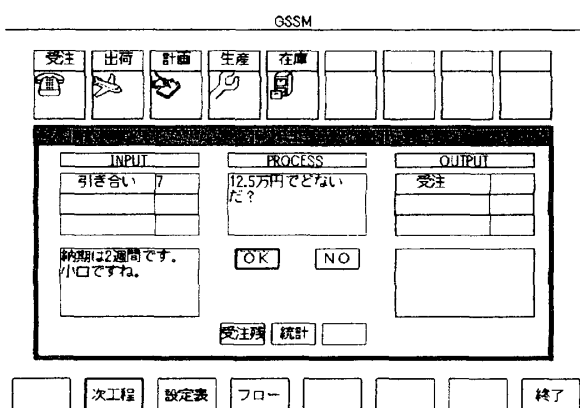 GSSM
受注 出荷 計画 生産 在庫
INPUT PROCESS OUTPUT
引き合い 7
12.5万円でどない
だ?
受注
納期は2週間です。
小口ですね。
OK NO
受注残 統計
次工程 設定表 フロー 終了